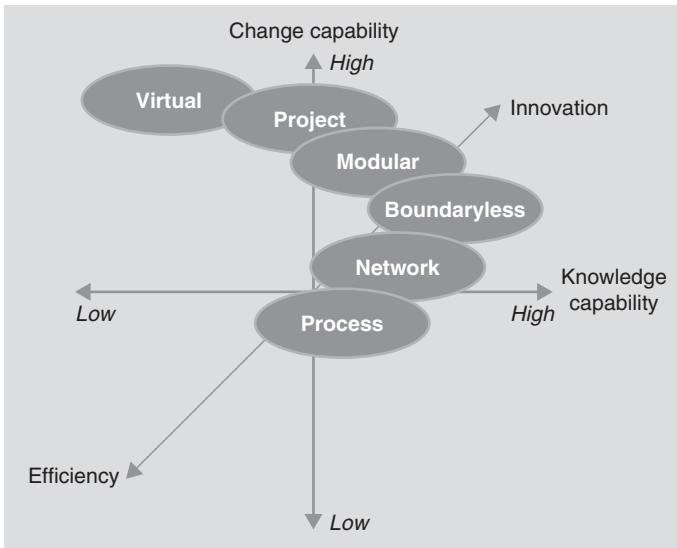 Change capability
High
Virtual
Project
Innovation
Modular
Boundaryless
Network
Knowledge
capability
Low
High
Process
Efficiency
Low